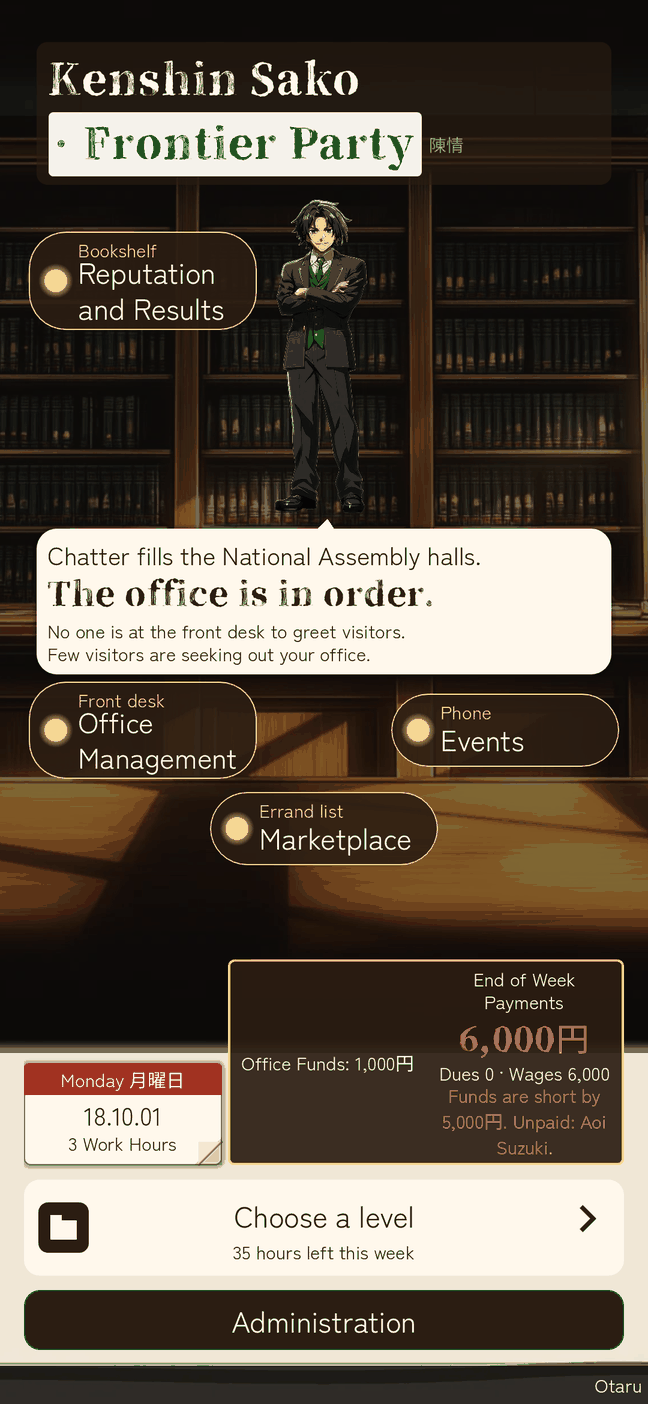 Kenshin Sako
· Frontier Party 陳情
Bookshelf
Reputation
and Results
Chatter fills the National Assembly halls.
The office is in order.
No one is at the front desk to greet visitors.
Few visitors are seeking out your office.
Front desk
Office
Management
Phone
Events
Errand list
Marketplace
End of Week
Payments
6,000円
Office Funds: 1,000円
Dues 0 · Wages 6,000
Funds are short by
5,000円. Unpaid: Aoi
Suzuki.
Monday 月曜日
18.10.01
3 Work Hours
Choose a level
35 hours left this week
Administration
Otaru